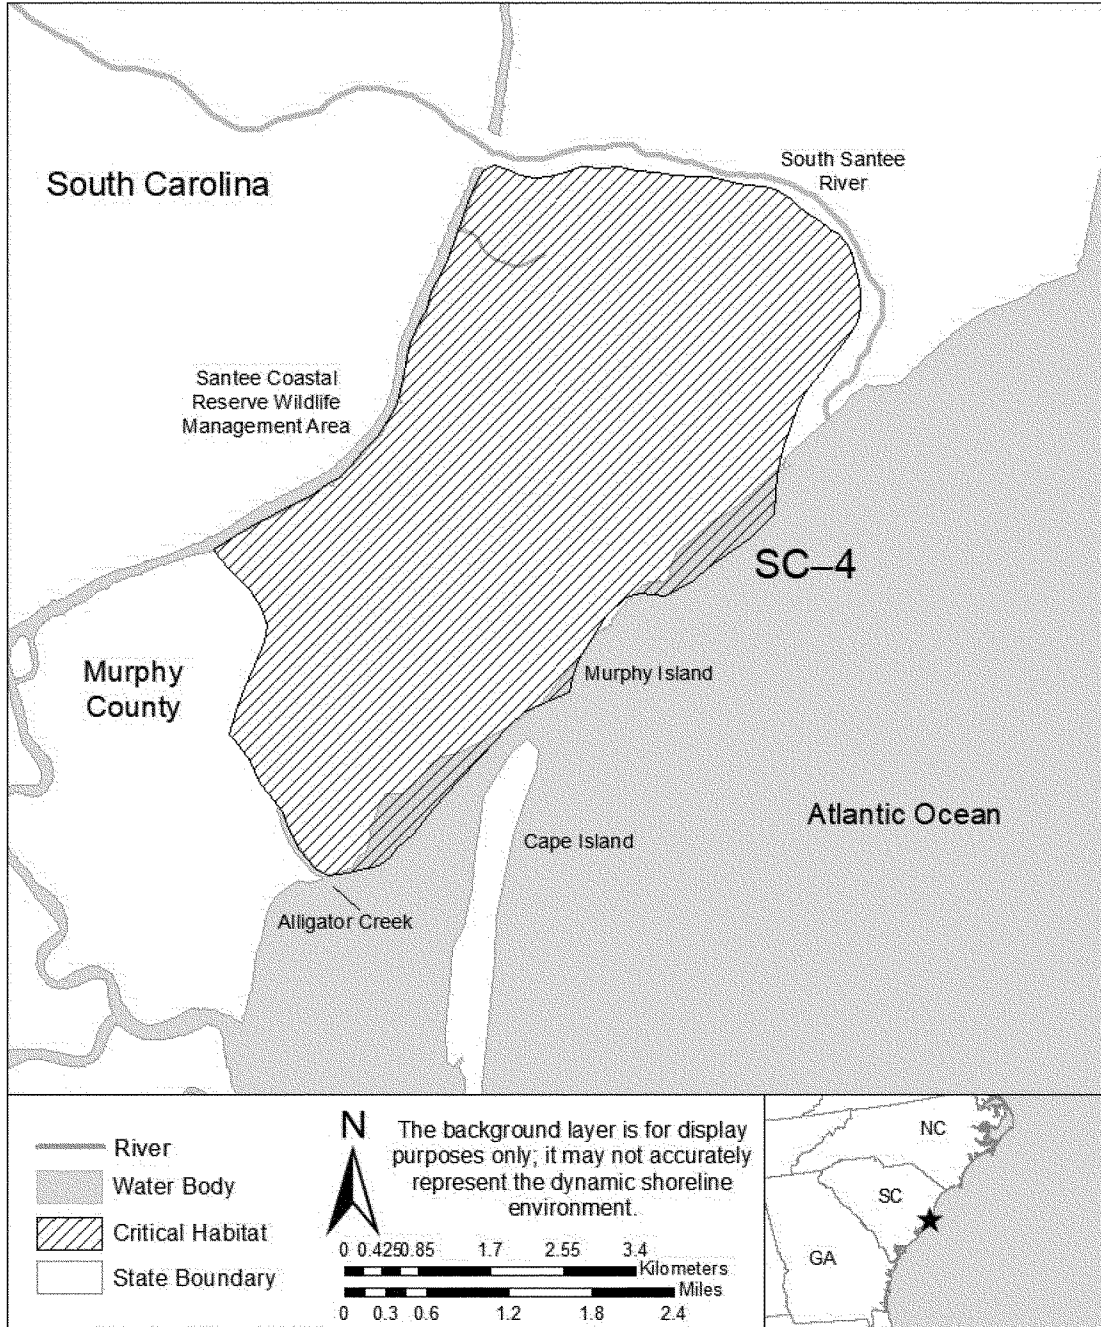 South Carolina
South Santee
River
Santee Coastal
Reserve Wildlife
Management Area
SC–4
Murphy Island
Murphy
County
Atlantic Ocean
Cape Island
Alligator Creek
River
Water Body
Critical Habitat
State Boundary
N
The background layer is for display
purposes only; it may not accurately
represent the dynamic shoreline
environment.
0 0.425 0.85 1.7 2.55 3.4
Kilometers
Miles
0 0.3 0.6 1.2 1.8 2.4
NC
SC
GA